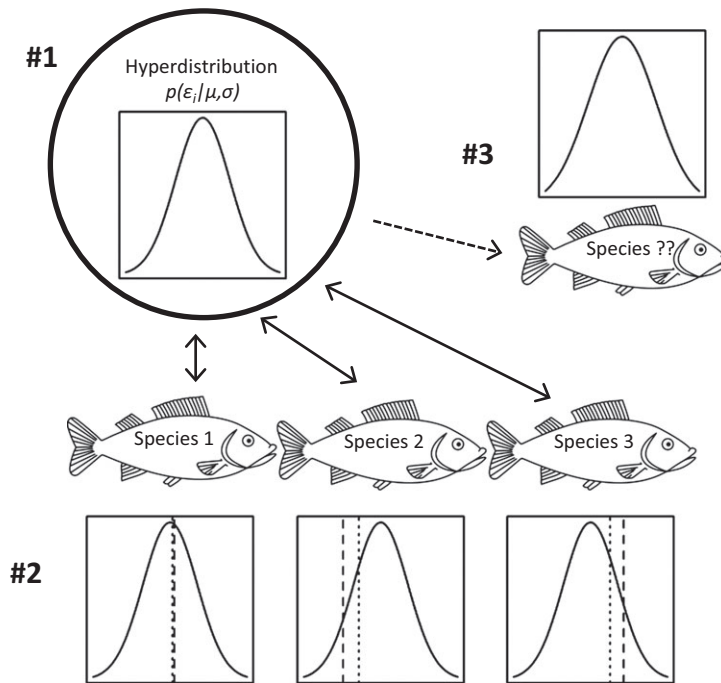 #1
Hyperdistribution
p(εᵢ|μ,σ)
#3
Species ??
Species 1
Species 2
Species 3
#2